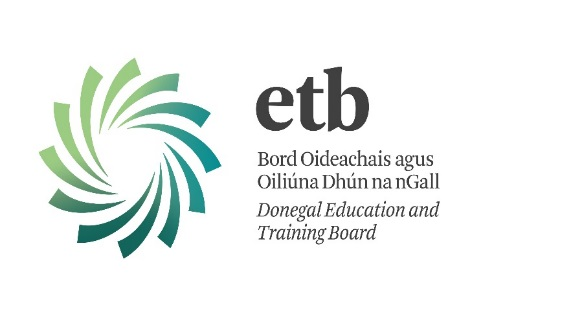 etb
Bord Oideachais agus
Oiliúna Dhún na nGall
Donegal Education and
Training Board